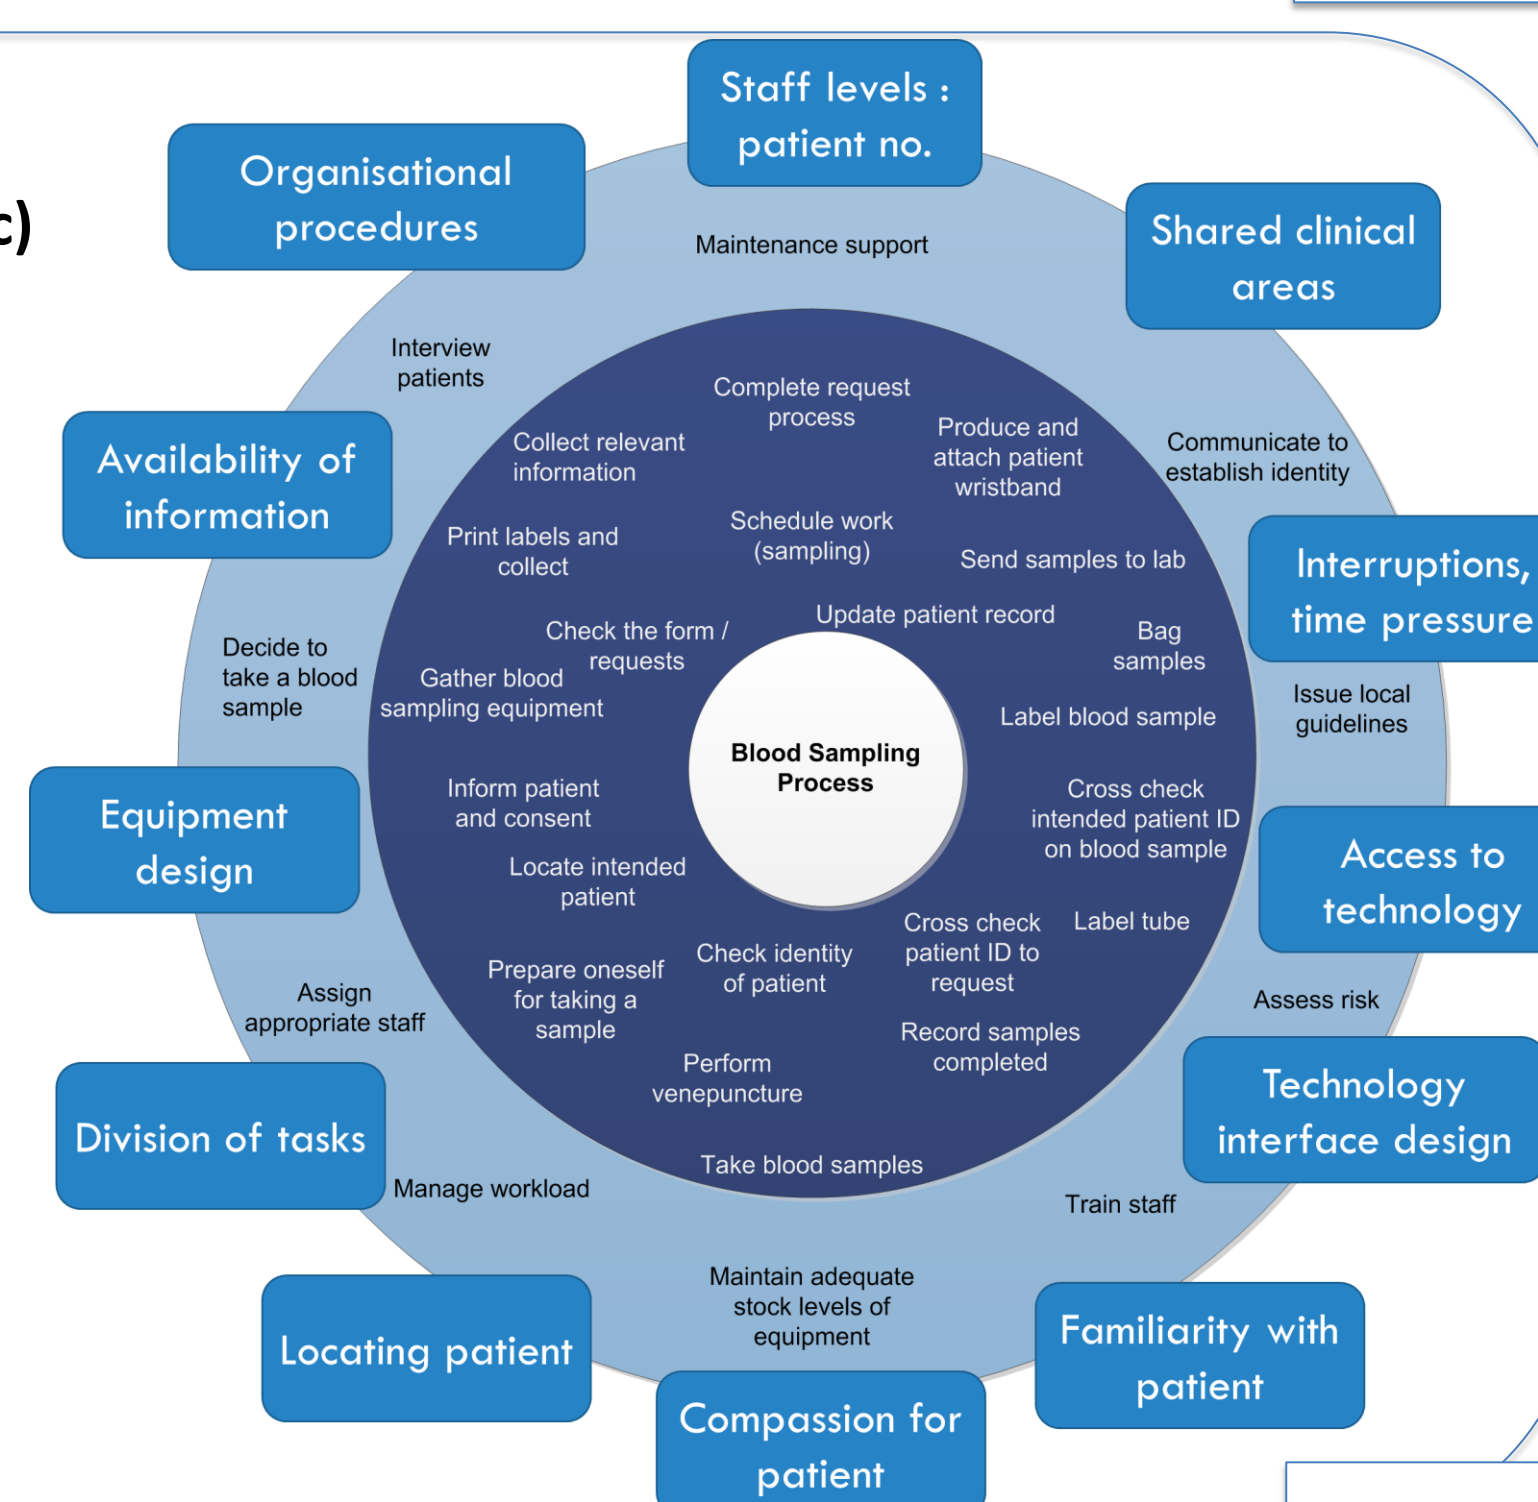 c)
Staff levels :
patient no.
Organisational
procedures
Shared clinical
areas
Maintenance support
Interview
patients
Availability of
information
Communicate to
establish identity
Interruptions,
time pressure
Decide to
take a blood
sample
Issue local
guidelines
Equipment
design
Access to
technology
Assign
appropriate staff
Assess risk
Division of tasks
Technology
interface design
Manage workload
Train staff
Locating patient
Maintain adequate
stock levels of
equipment
Familiarity with
patient
Compassion for
patient
Complete request
process
Collect relevant
information
Produce and
attach patient
wristband
Print labels and
collect
Schedule work
(sampling)
Send samples to lab
Check the form /
requests
Update patient record
Bag
samples
Gather blood
sampling equipment
Label blood sample
Blood Sampling
Process
Inform patient
and consent
Cross check
intended patient ID
on blood sample
Locate intended
patient
Label tube
Cross check
patient ID to
request
Check identity
of patient
Prepare oneself
for taking a
sample
Record samples
completed
Perform
venepuncture
Take blood samples